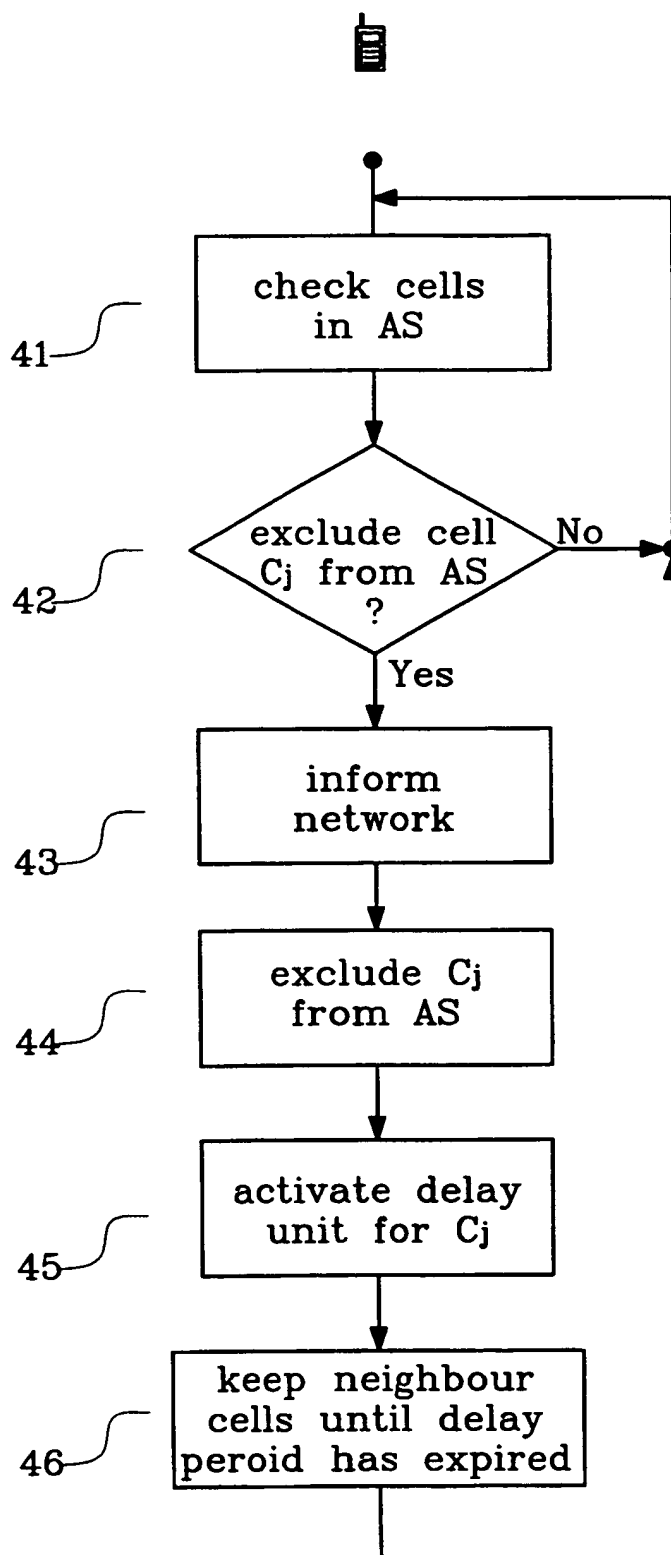 check cells
in AS
41
exclude cell
Cj from AS
?
No
42
Yes
inform
network
43
exclude Cj
from AS
44
activate delay
unit for Cj
45
keep neighbour
cells until delay
peroid has expired
46